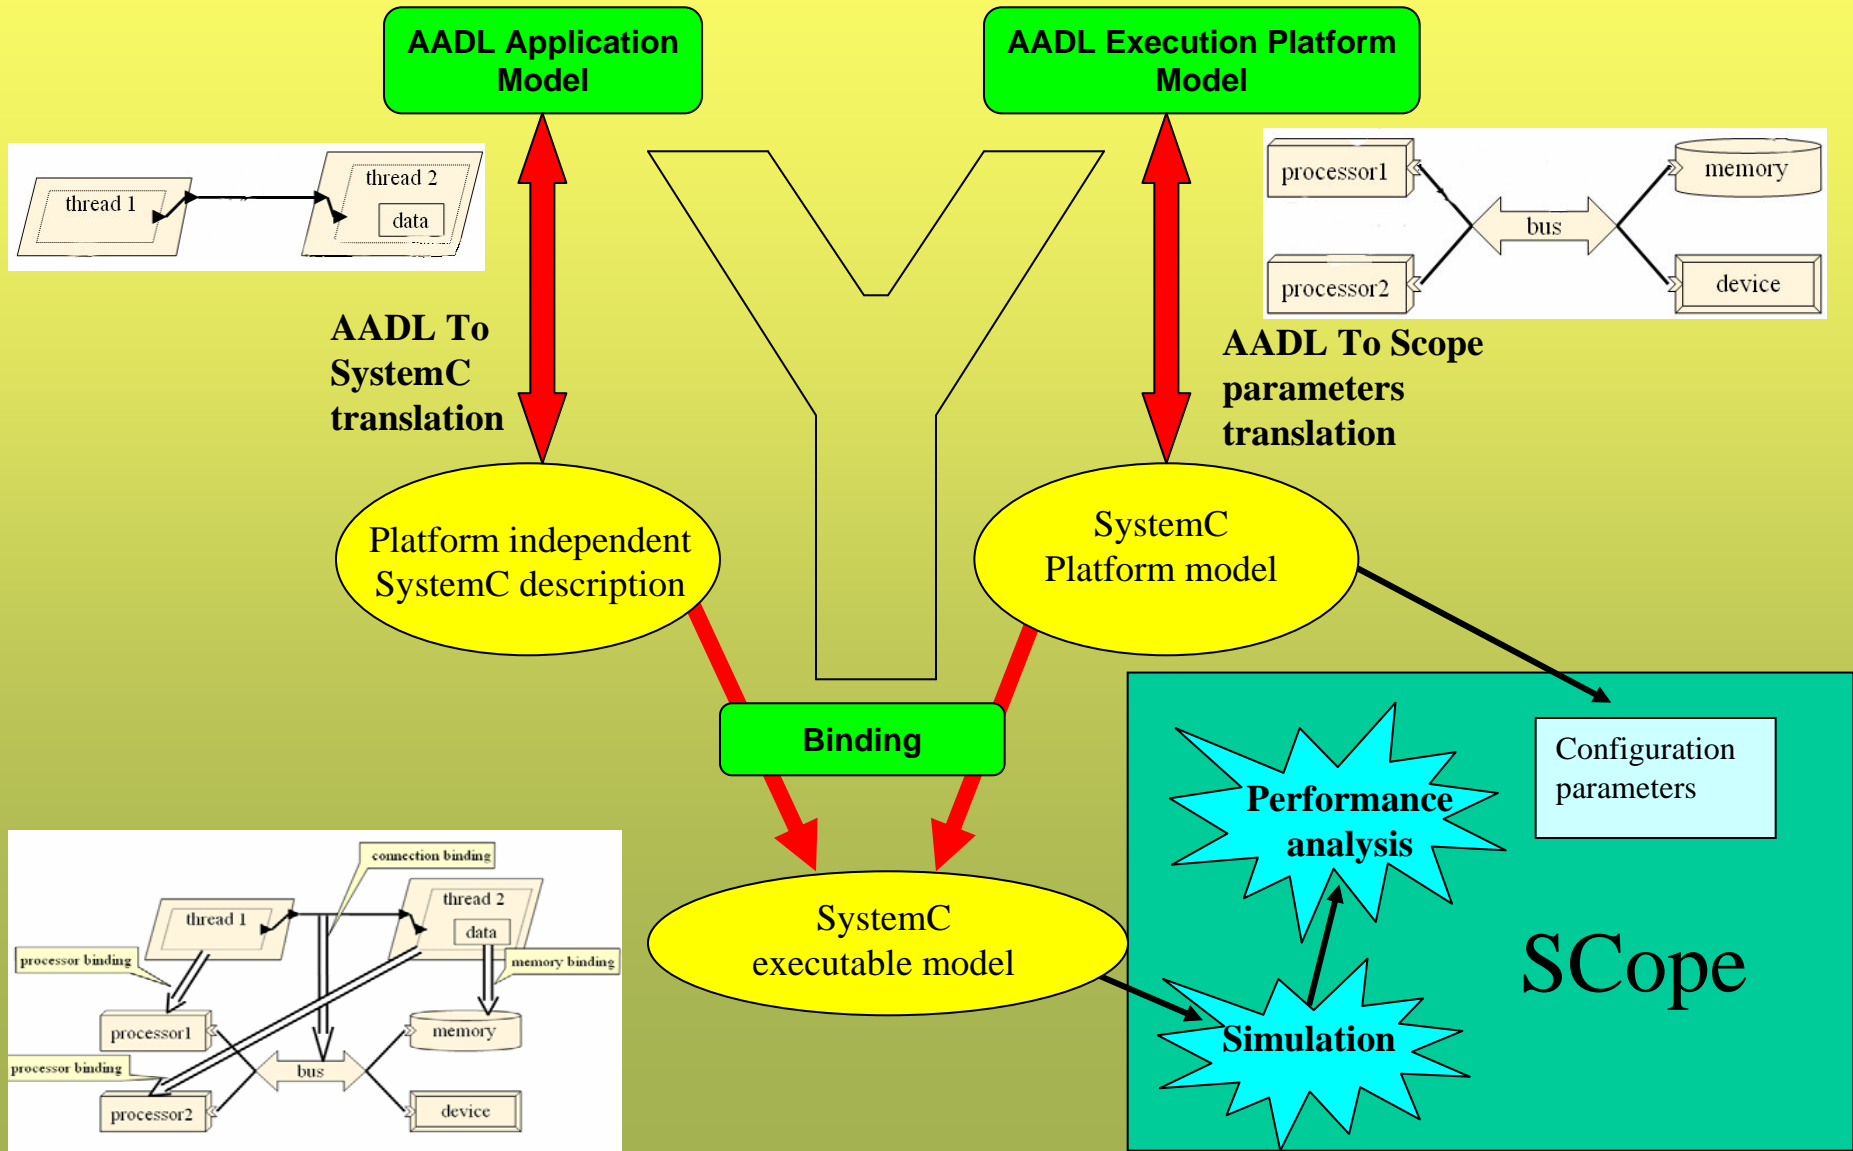 AADL Application
Model
AADL Execution Platform
Model
thread 1
thread 2
data
processor1
memory
bus
processor2
device
AADL To
SystemC
translation
AADL To Scope
parameters
translation
Platform independent
SystemC description
SystemC
Platform model
Binding
Configuration
parameters
Performance
analysis
SystemC
executable model
Simulation
SCope
connection binding
thread 1
thread 2
data
processor binding
memory binding
processor1
memory
processor binding
bus
processor2
device